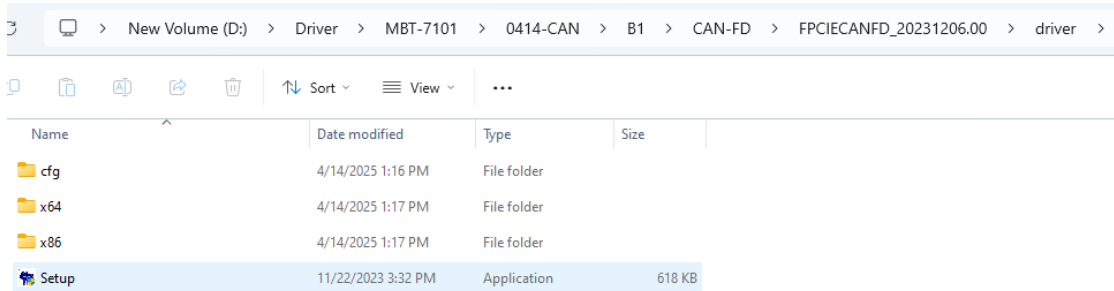 New Volume (D:) > Driver > MBT-7101 > 0414-CAN > B1 > CAN-FD > FPCIECANFD_20231206.00 > driver >
Sort View ...
Name Date modified Type Size
cfg 4/14/2025 1:16 PM File folder
x64 4/14/2025 1:17 PM File folder
x86 4/14/2025 1:17 PM File folder
Setup 11/22/2023 3:32 PM Application 618 KB